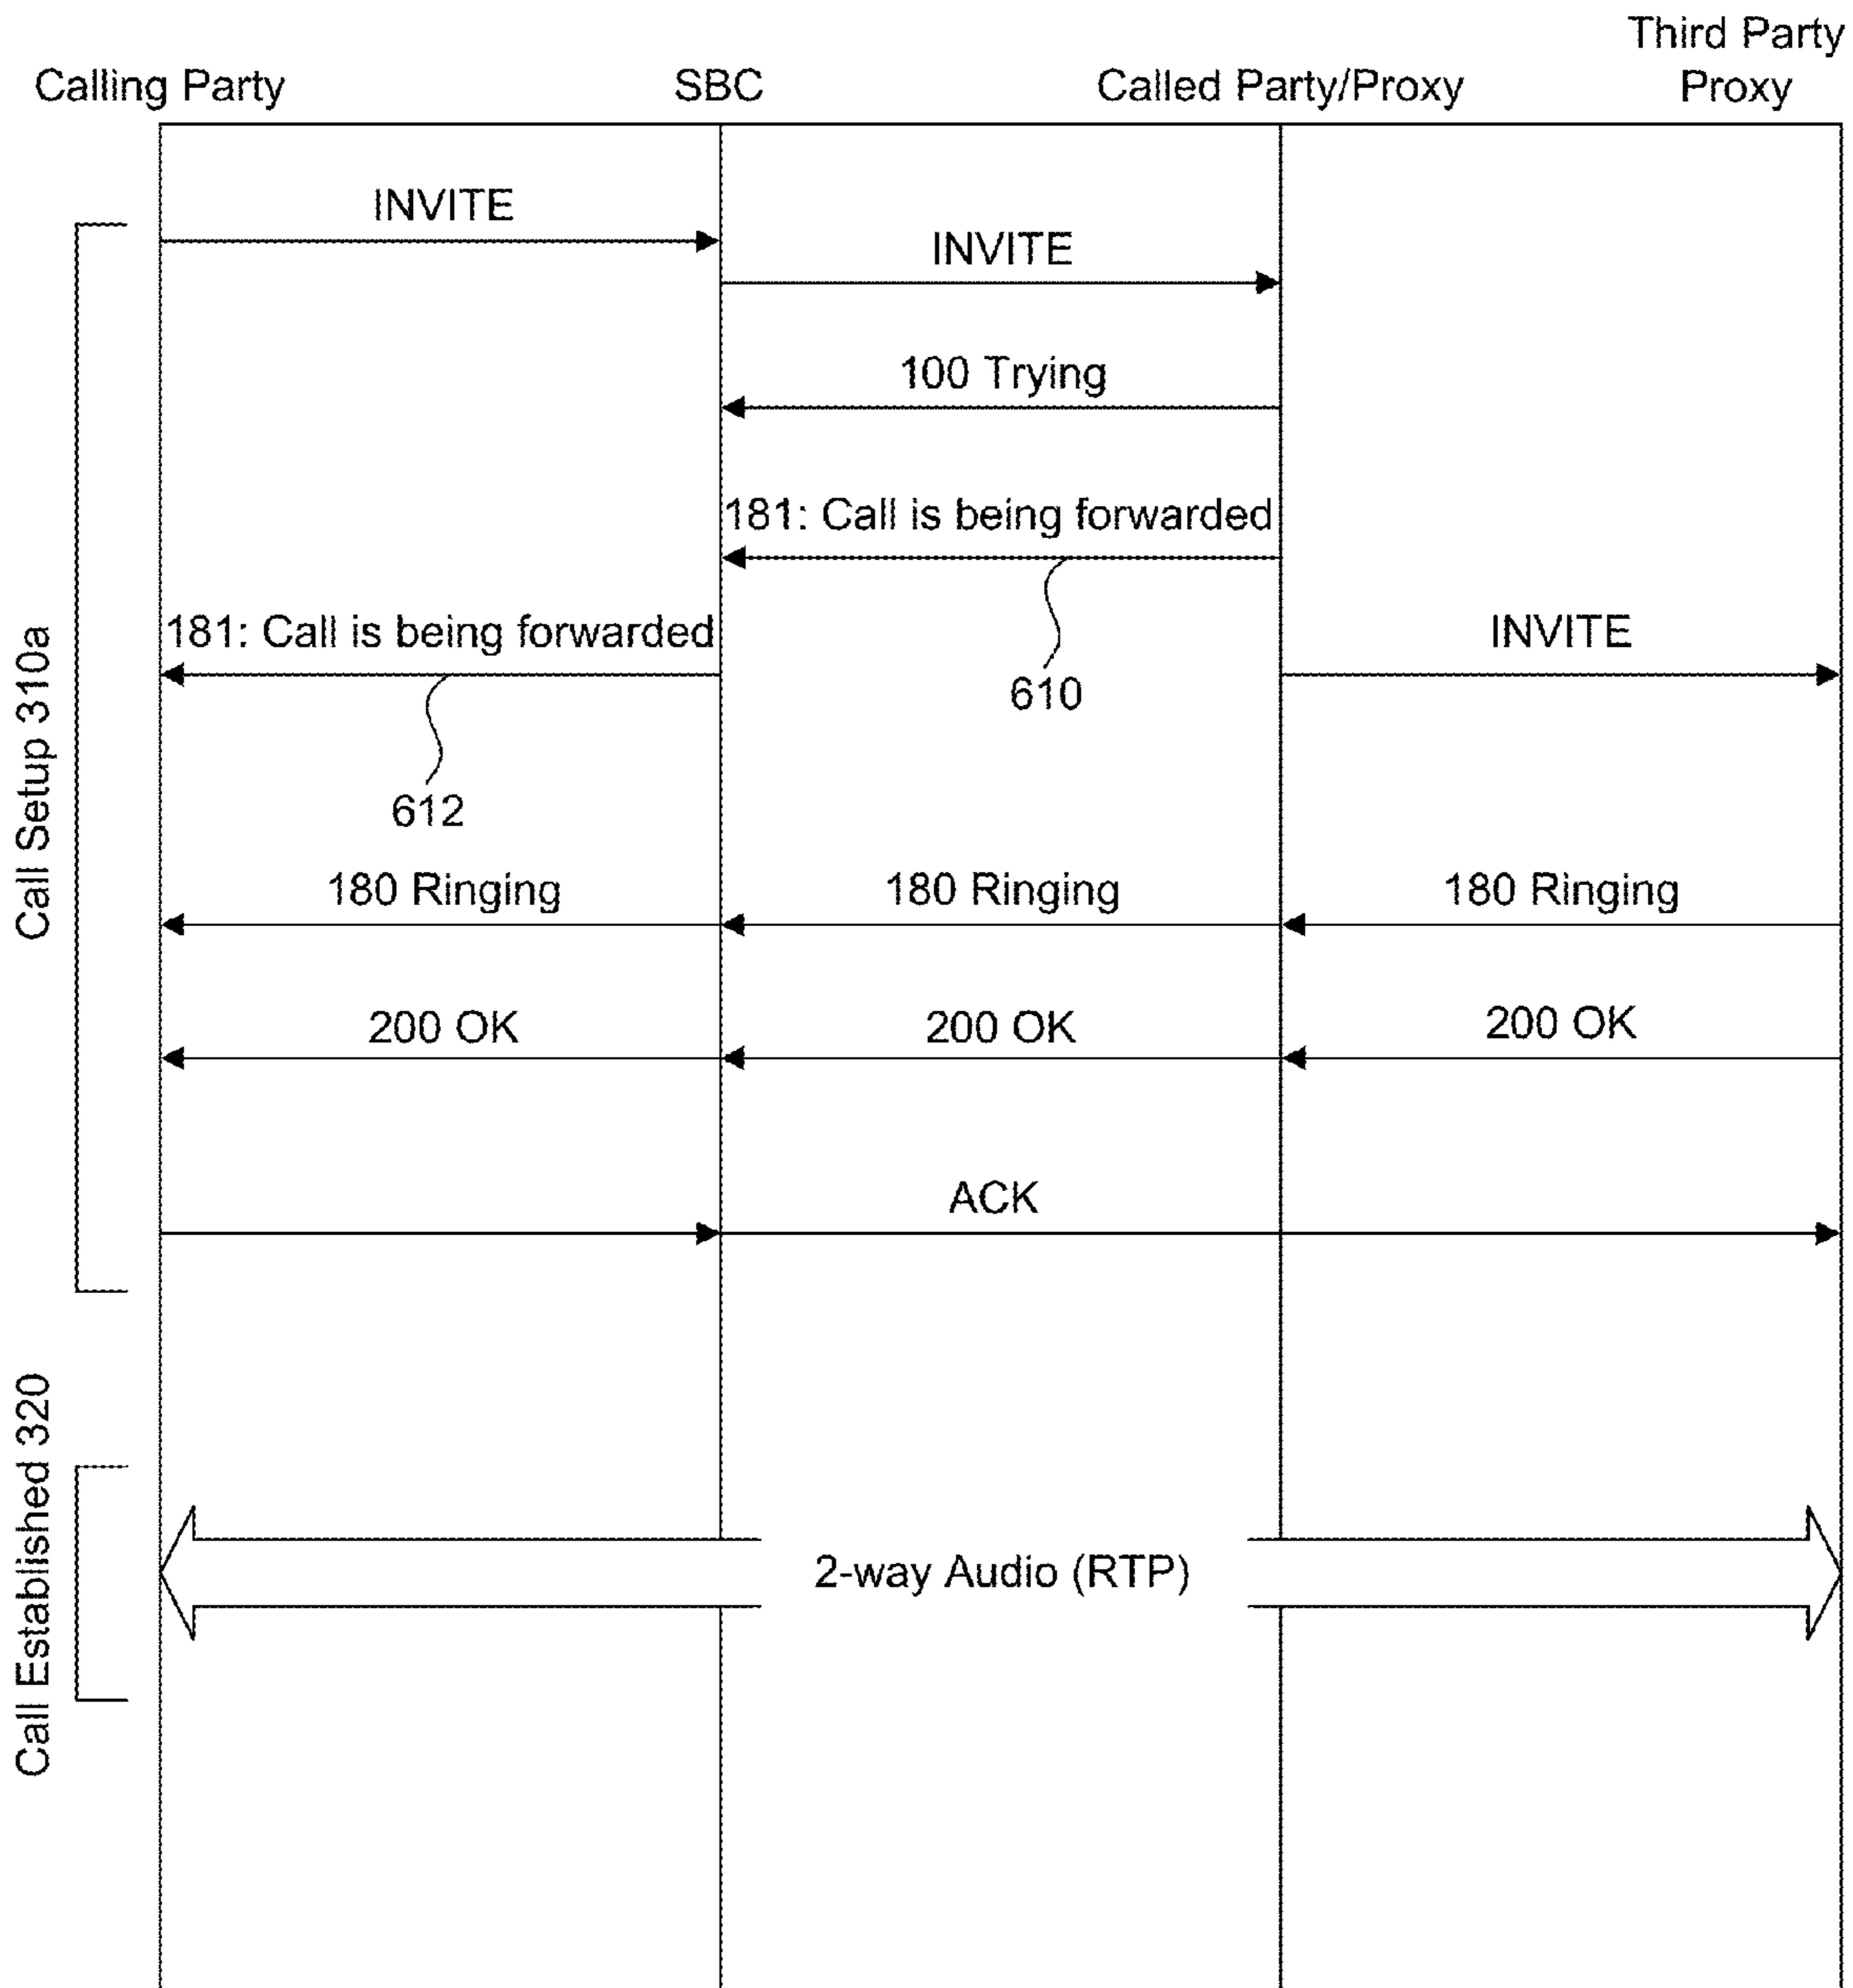 Third Party
Calling Party SBC Called Party/Proxy Proxy
INVITE
INVITE
100 Trying
181: Call is being forwarded
181: Call is being forwarded INVITE
610
612
180 Ringing 180 Ringing 180 Ringing
200 OK 200 OK 200 OK
ACK
2-way Audio (RTP)
Call Setup 310a
Call Established 320